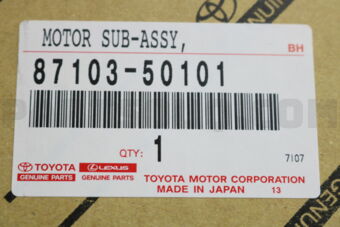 MOTOR SUB-ASSY,
BH
87103-50101
QTY: 1
7107
TOYOTA LEXUS
GENUINE PARTS GENUINE PARTS
TOYOTA MOTOR CORPORATION
MADE IN JAPAN 13